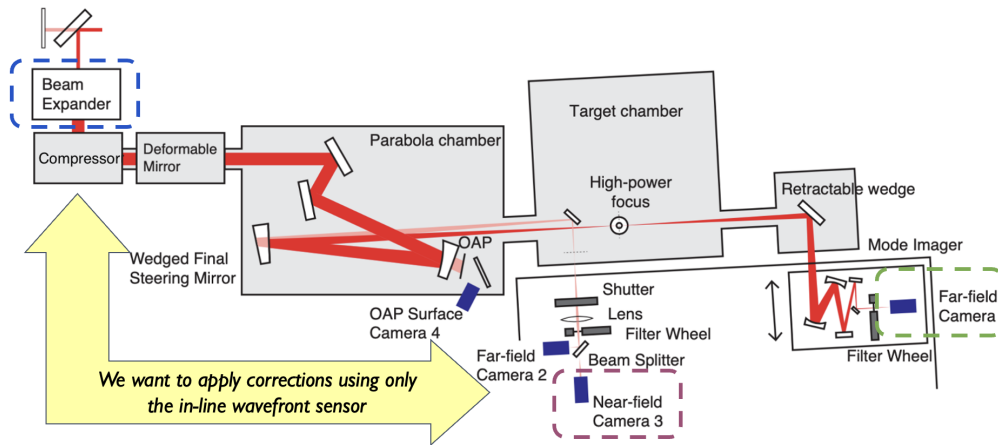 Beam
Expander
Compressor
Deformable
Mirror
Parabola chamber
Target chamber
High-power
focus
Retractable wedge
Mode Imager
Wedged Final
Steering Mirror
OAP
OAP Surface
Camera 4
Shutter
Lens
Filter Wheel
Far-field
Camera 2
Beam Splitter
Near-field
Camera 3
Far-field
Camera
Filter Wheel
We want to apply corrections using only
the in-line wavefront sensor